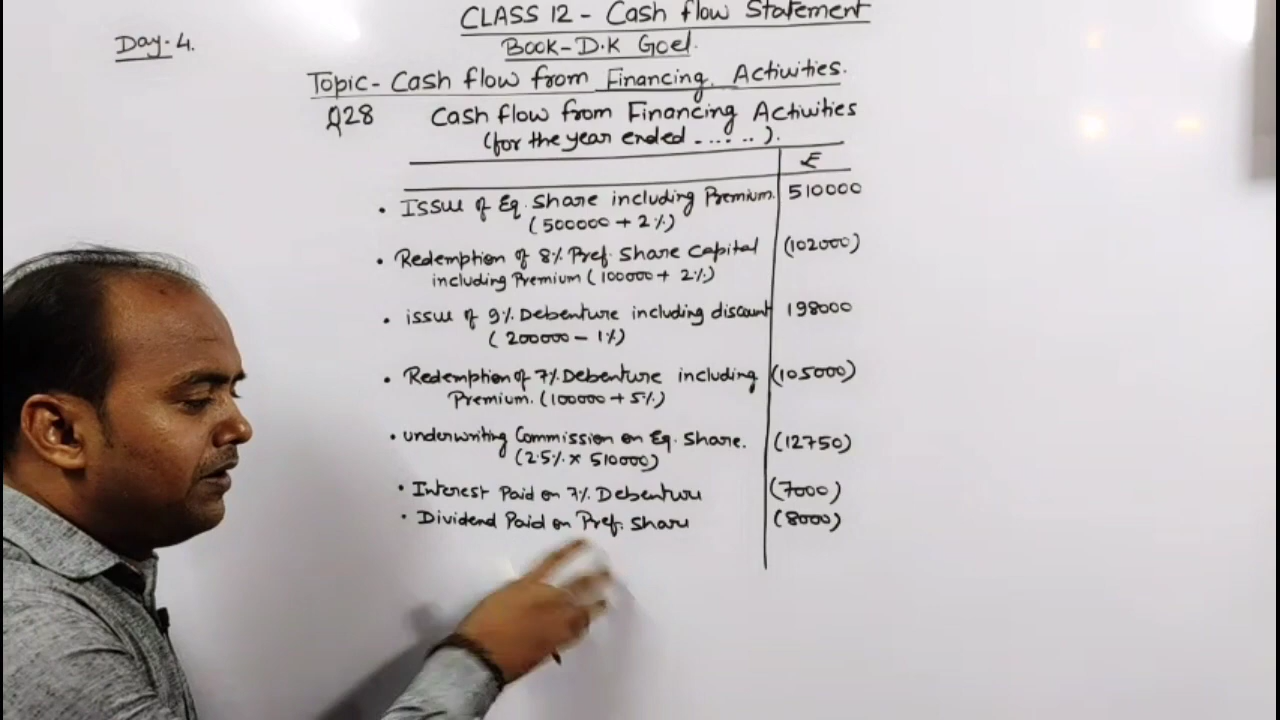 CLASS 12 - Cash flow Statement
Day-4.
Book-D.K Goel.
Topic- Cash flow from Financing. Activities.
Q28 Cash flow from Financing Activities
(for the year ended ........).
₹
• Issue of Eq. Share including Premium. 510000
(500000 + 2%)
• Redemption of 8% Pref. Share Capital (102000)
including Premium (100000 + 2%)
• issue of 9% Debenture including discount 198000
(200000 - 1%)
• Redemption of 7% Debenture including (105000)
Premium. (100000 + 5%)
• underwriting Commission on Eq. Share. (12750)
(2.5% × 510000)
• Interest Paid on 7% Debenture (7000)
• Dividend Paid on Pref. Share (8000)